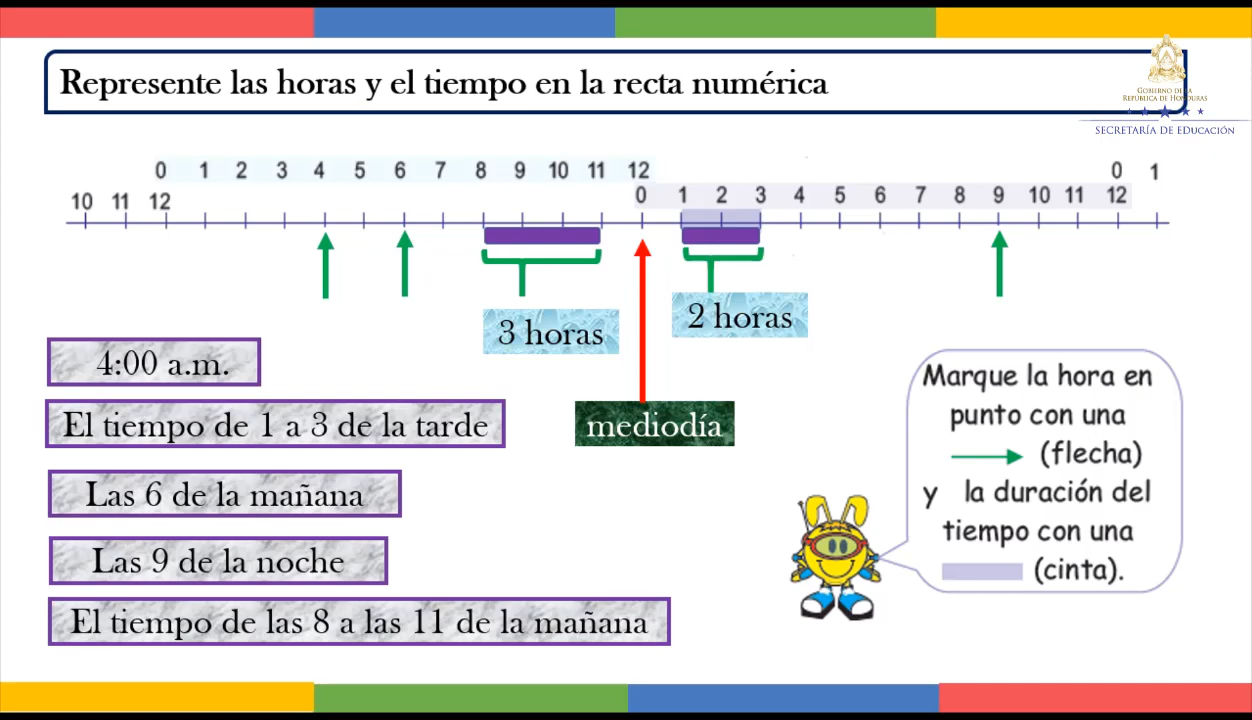 Represente las horas y el tiempo en la recta numérica
GOBIERNO DE LA
REPÚBLICA DE HONDURAS
SECRETARÍA DE EDUCACIÓN
0 1 2 3 4 5 6 7 8 9 10 11 12 0 1
10 11 12 0 1 2 3 4 5 6 7 8 9 10 11 12
3 horas
2 horas
mediodía
4:00 a.m.
El tiempo de 1 a 3 de la tarde
Las 6 de la mañana
Las 9 de la noche
El tiempo de las 8 a las 11 de la mañana
Marque la hora en
punto con una
(flecha)
y la duración del
tiempo con una
(cinta).